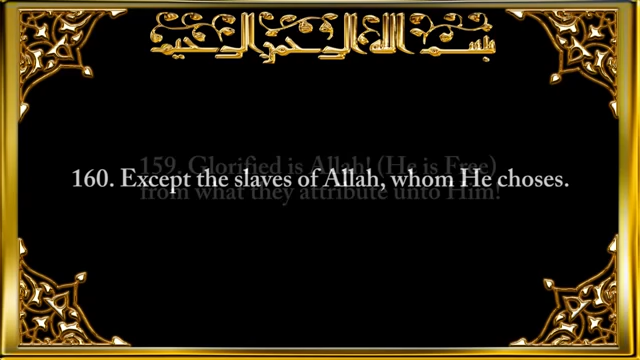 بسم الله الرحمن الرحيم
159. Glorified is Allah! (He is Free)
160. Except the slaves of Allah, whom He choses.
from what they attribute unto Him!